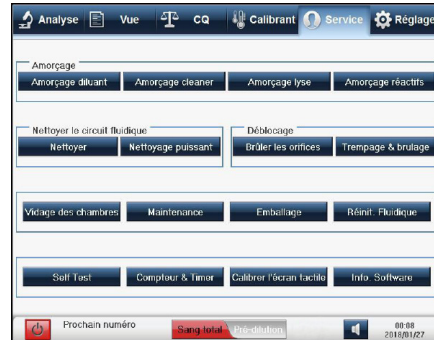 Analyse Vue CQ Calibrant Service Réglage
Amorçage
Amorçage diluant Amorçage cleaner Amorçage lyse Amorçage réactifs
Nettoyer le circuit fluidique Déblocage
Nettoyer Nettoyage puissant Brûler les orifices Trempage & brulage
Vidage des chambres Maintenance Emballage Réinit. Fluidique
Self Test Compteur & Timer Calibrer l'écran tactile Info. Software
Prochain numéro Sang total Pré-dilution 00:08
2018/01/27